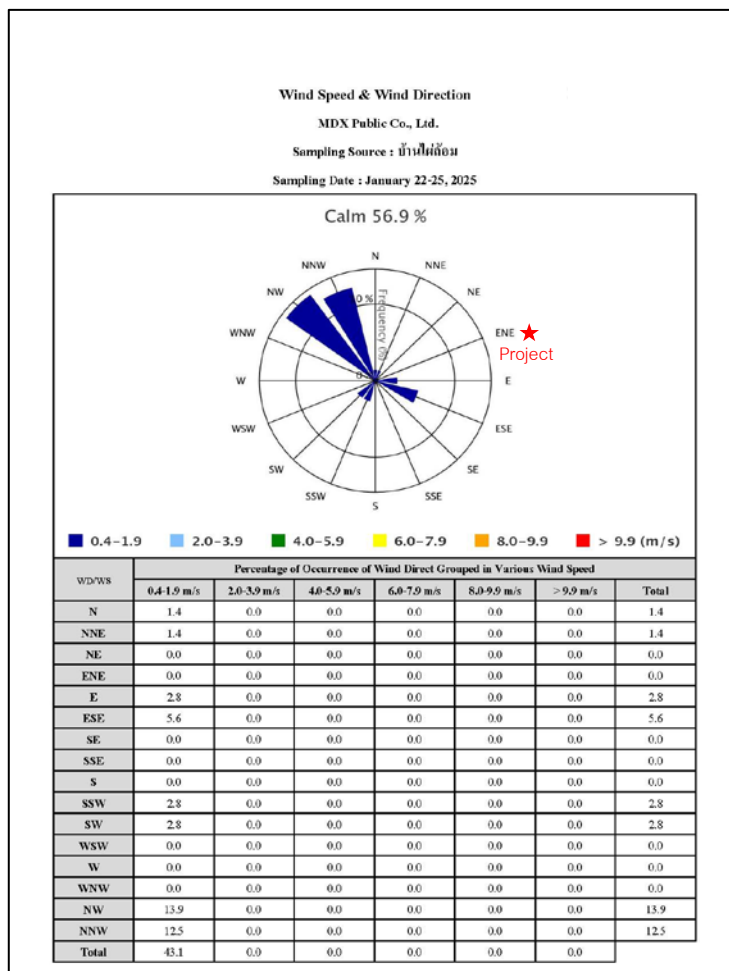 Wind Speed & Wind Direction
MDX Public Co., Ltd.
Sampling Source : บ้านไผ่ล้อม
Sampling Date : January 22-25, 2025
Calm 56.9 %
N
NNW
NNE
NW
NE
0 %
Frequency (%)
WNW
ENE
Project
0
W
E
WSW
ESE
SW
SE
SSW
SSE
S
0.4-1.9 2.0-3.9 4.0-5.9 6.0-7.9 8.0-9.9 > 9.9 (m/s)
WD/WS Percentage of Occurrence of Wind Direct Grouped in Various Wind Speed
0.4-1.9 m/s 2.0-3.9 m/s 4.0-5.9 m/s 6.0-7.9 m/s 8.0-9.9 m/s > 9.9 m/s Total
N 1.4 0.0 0.0 0.0 0.0 0.0 1.4
NNE 1.4 0.0 0.0 0.0 0.0 0.0 1.4
NE 0.0 0.0 0.0 0.0 0.0 0.0 0.0
ENE 0.0 0.0 0.0 0.0 0.0 0.0 0.0
E 2.8 0.0 0.0 0.0 0.0 0.0 2.8
ESE 5.6 0.0 0.0 0.0 0.0 0.0 5.6
SE 0.0 0.0 0.0 0.0 0.0 0.0 0.0
SSE 0.0 0.0 0.0 0.0 0.0 0.0 0.0
S 0.0 0.0 0.0 0.0 0.0 0.0 0.0
SSW 2.8 0.0 0.0 0.0 0.0 0.0 2.8
SW 2.8 0.0 0.0 0.0 0.0 0.0 2.8
WSW 0.0 0.0 0.0 0.0 0.0 0.0 0.0
W 0.0 0.0 0.0 0.0 0.0 0.0 0.0
WNW 0.0 0.0 0.0 0.0 0.0 0.0 0.0
NW 13.9 0.0 0.0 0.0 0.0 0.0 13.9
NNW 12.5 0.0 0.0 0.0 0.0 0.0 12.5
Total 43.1 0.0 0.0 0.0 0.0 0.0